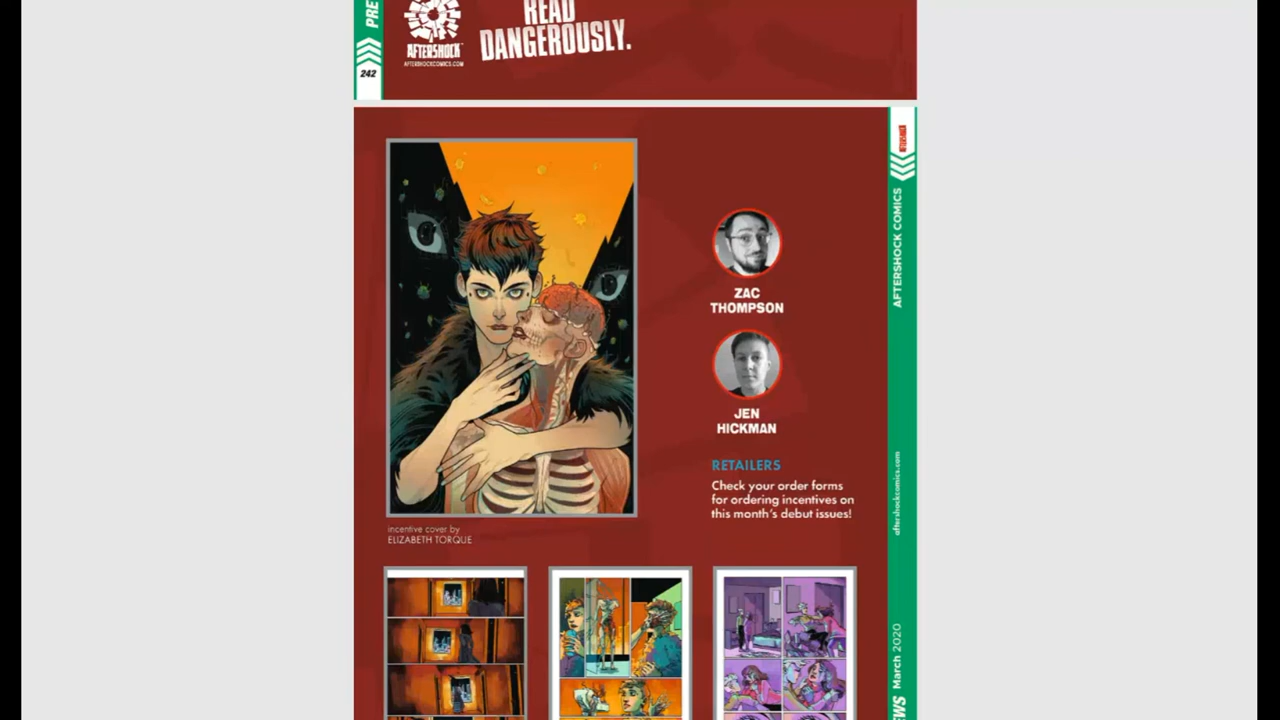 PRE
242
AFTERSHOCK
AFTERSHOCKCOMICS.COM
READ
DANGEROUSLY.
ZAC
THOMPSON
JEN
HICKMAN
RETAILERS
Check your order forms
for ordering incentives on
this month's debut issues!
incentive cover by
ELIZABETH TORQUE
AFTERSHOCK COMICS
aftershockcomics.com
EWS March 2020